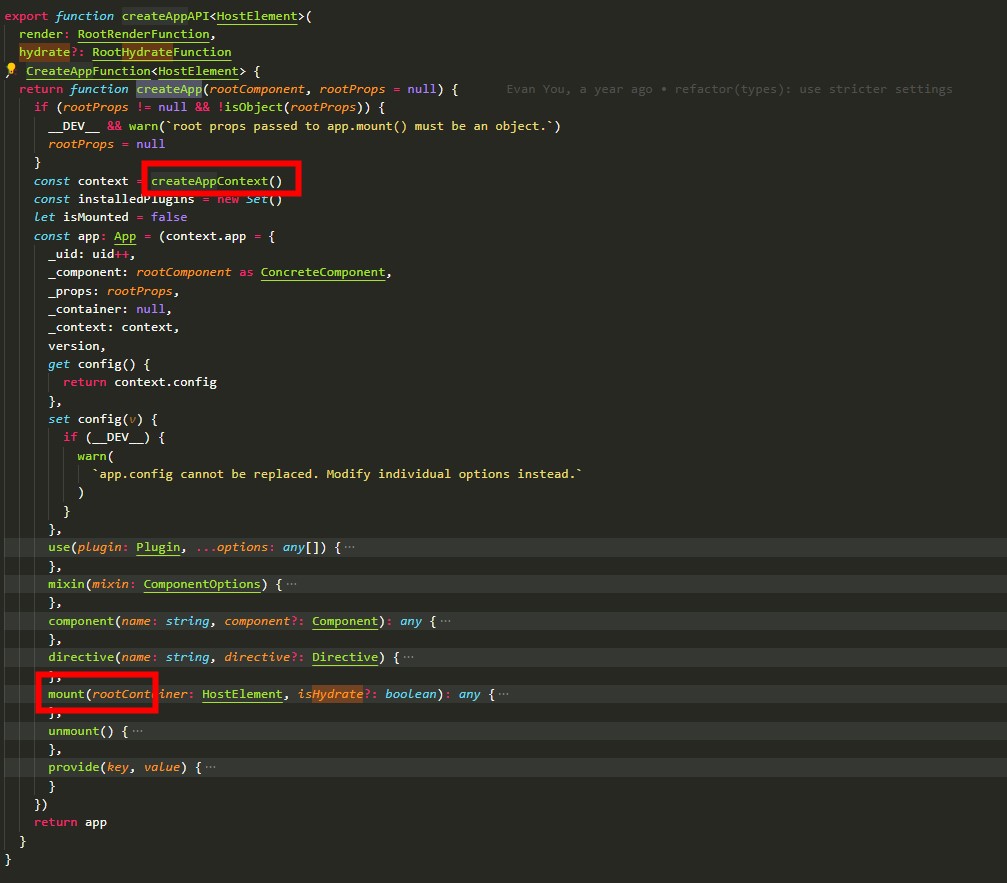 export function createAppAPI<HostElement>(
  render: RootRenderFunction,
  hydrate?: RootHydrateFunction
  CreateAppFunction<HostElement> {
  return function createApp(rootComponent, rootProps = null) {      Evan You, a year ago • refactor(types): use stricter settings
    if (rootProps != null && !isObject(rootProps)) {
      __DEV__ && warn(`root props passed to app.mount() must be an object.`)
      rootProps = null
    }
    const context = createAppContext()
    const installedPlugins = new Set()
    let isMounted = false
    const app: App = (context.app = {
      _uid: uid++,
      _component: rootComponent as ConcreteComponent,
      _props: rootProps,
      _container: null,
      _context: context,
      version,
      get config() {
        return context.config
      },
      set config(v) {
        if (__DEV__) {
          warn(
            `app.config cannot be replaced. Modify individual options instead.`
          )
        }
      },
      use(plugin: Plugin, ...options: any[]) {…
      },
      mixin(mixin: ComponentOptions) {…
      },
      component(name: string, component?: Component): any {…
      },
      directive(name: string, directive?: Directive) {…
      },
      mount(rootContainer: HostElement, isHydrate?: boolean): any {…
      },
      unmount() {…
      },
      provide(key, value) {…
      }
    })
    return app
  }
}